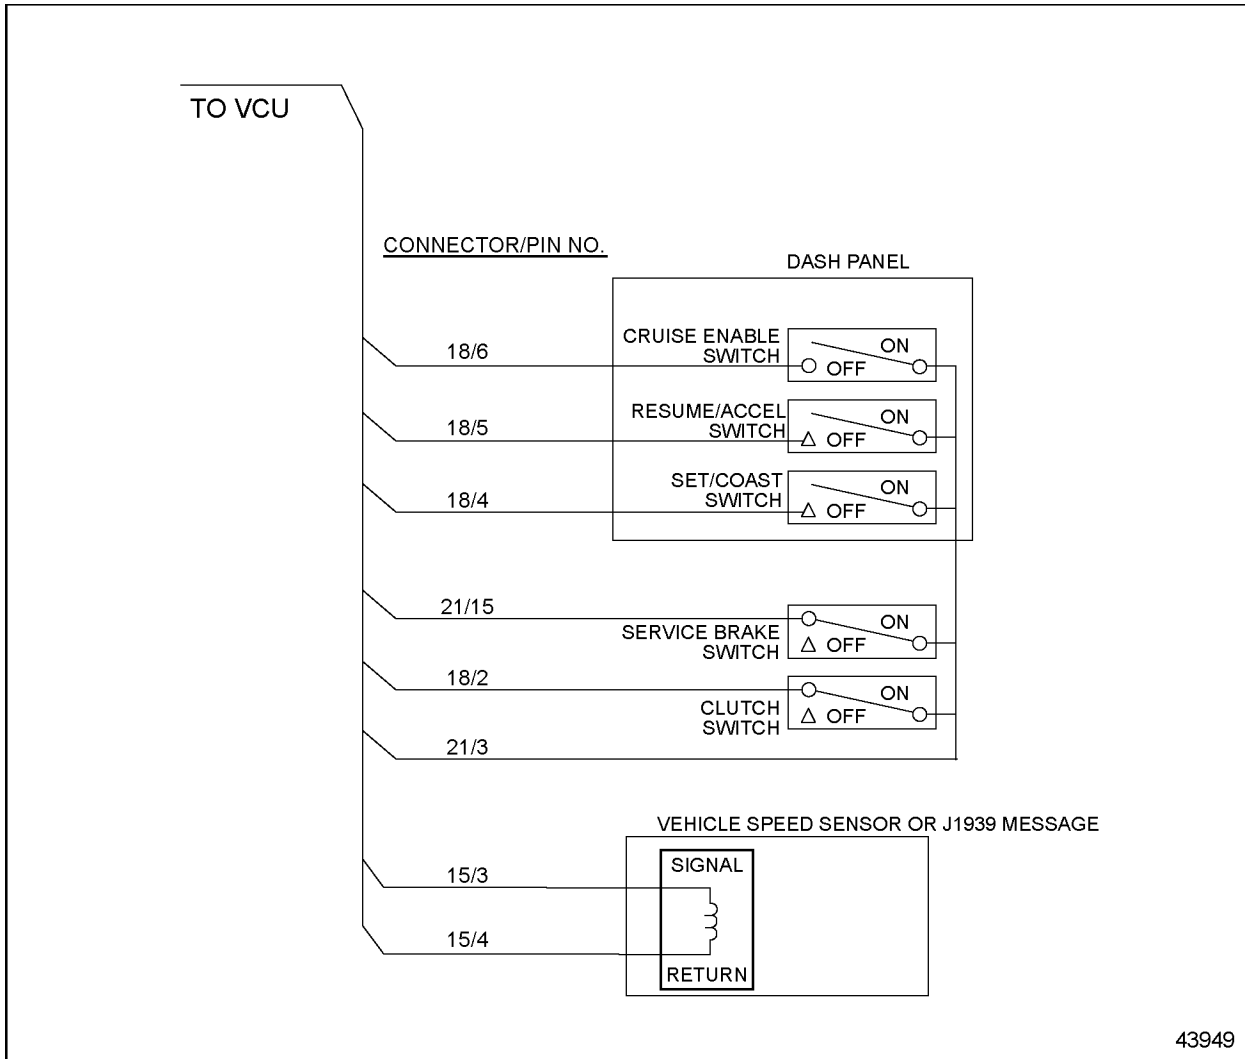 TO VCU
CONNECTOR/PIN NO.
DASH PANEL
18/6
CRUISE ENABLE
SWITCH
ON
OFF
18/5
RESUME/ACCEL
SWITCH
ON
OFF
18/4
SET/COAST
SWITCH
ON
OFF
21/15
SERVICE BRAKE
SWITCH
ON
OFF
18/2
CLUTCH
SWITCH
ON
OFF
21/3
VEHICLE SPEED SENSOR OR J1939 MESSAGE
15/3
SIGNAL
15/4
RETURN
43949